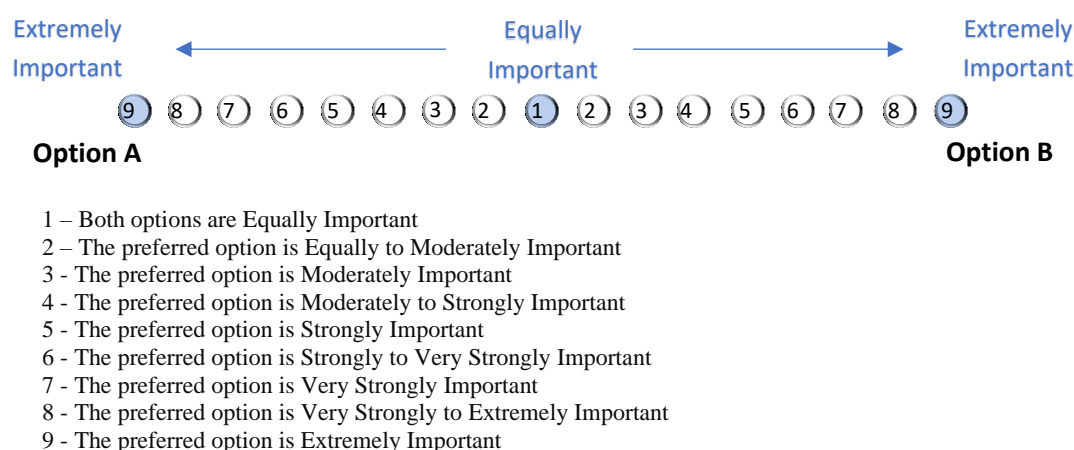 Extremely Equally Extremely
Important Important Important
9 8 7 6 5 4 3 2 1 2 3 4 5 6 7 8 9
Option A Option B
1 – Both options are Equally Important
2 – The preferred option is Equally to Moderately Important
3 - The preferred option is Moderately Important
4 - The preferred option is Moderately to Strongly Important
5 - The preferred option is Strongly Important
6 - The preferred option is Strongly to Very Strongly Important
7 - The preferred option is Very Strongly Important
8 - The preferred option is Very Strongly to Extremely Important
9 - The preferred option is Extremely Important